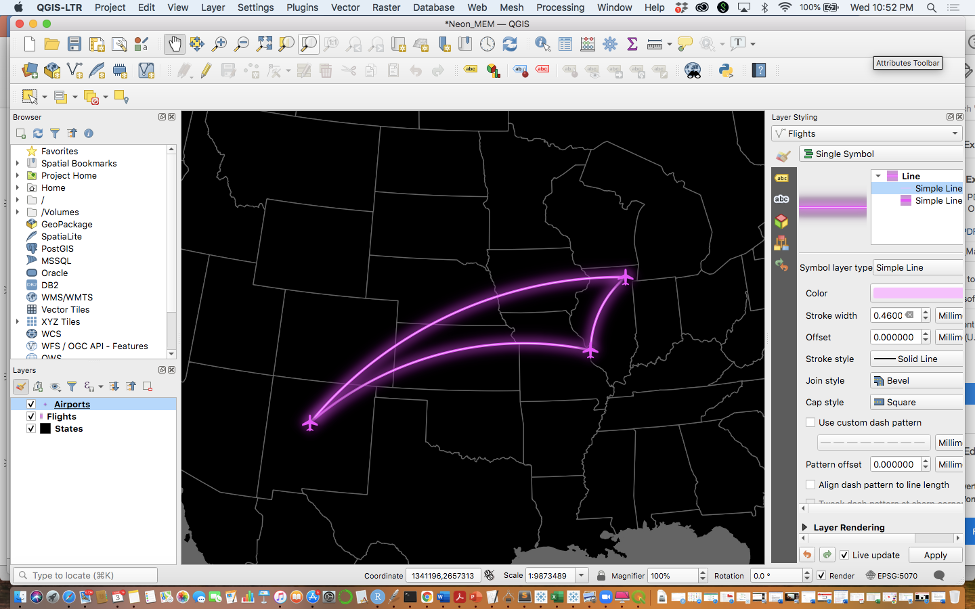 QGIS-LTR Project Edit View Layer Settings Plugins Vector Raster Database Web Mesh Processing Window Help 100% Wed 10:52 PM
*Neon_MEM — QGIS
Attributes Toolbar
Browser
Favorites
Spatial Bookmarks
Project Home
Home
/
/Volumes
GeoPackage
SpatiaLite
PostGIS
MSSQL
Oracle
DB2
WMS/WMTS
Vector Tiles
XYZ Tiles
WCS
WFS / OGC API - Features
OWS
Layers
Airports
Flights
States
Layer Styling
Flights
Single Symbol
abc
abc
Line
Simple Line
Simple Line
Symbol layer type Simple Line
Color
Stroke width 0.4600 Millim
Offset 0.000000 Millim
Stroke style Solid Line
Join style Bevel
Cap style Square
Use custom dash pattern
Millim
Pattern offset 0.000000 Millim
Align dash pattern to line length
Layer Rendering
Live update Apply
Type to locate (⌘K) Coordinate 1341196,2657313 Scale 1:9873489 Magnifier 100% Rotation 0.0 ° Render EPSG:5070